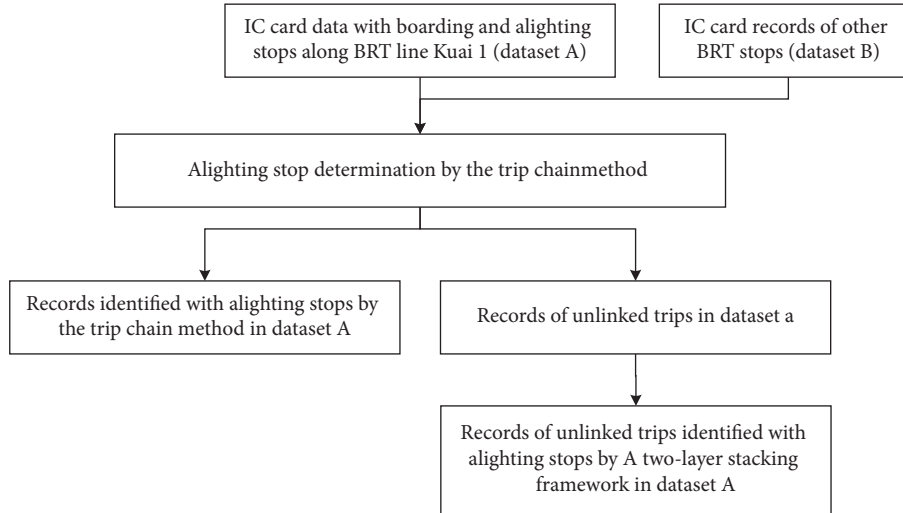 IC card data with boarding and alighting
stops along BRT line Kuai 1 (dataset A)
IC card records of other
BRT stops (dataset B)
Alighting stop determination by the trip chainmethod
Records identified with alighting stops by
the trip chain method in dataset A
Records of unlinked trips in dataset a
Records of unlinked trips identified with
alighting stops by A two-layer stacking
framework in dataset A